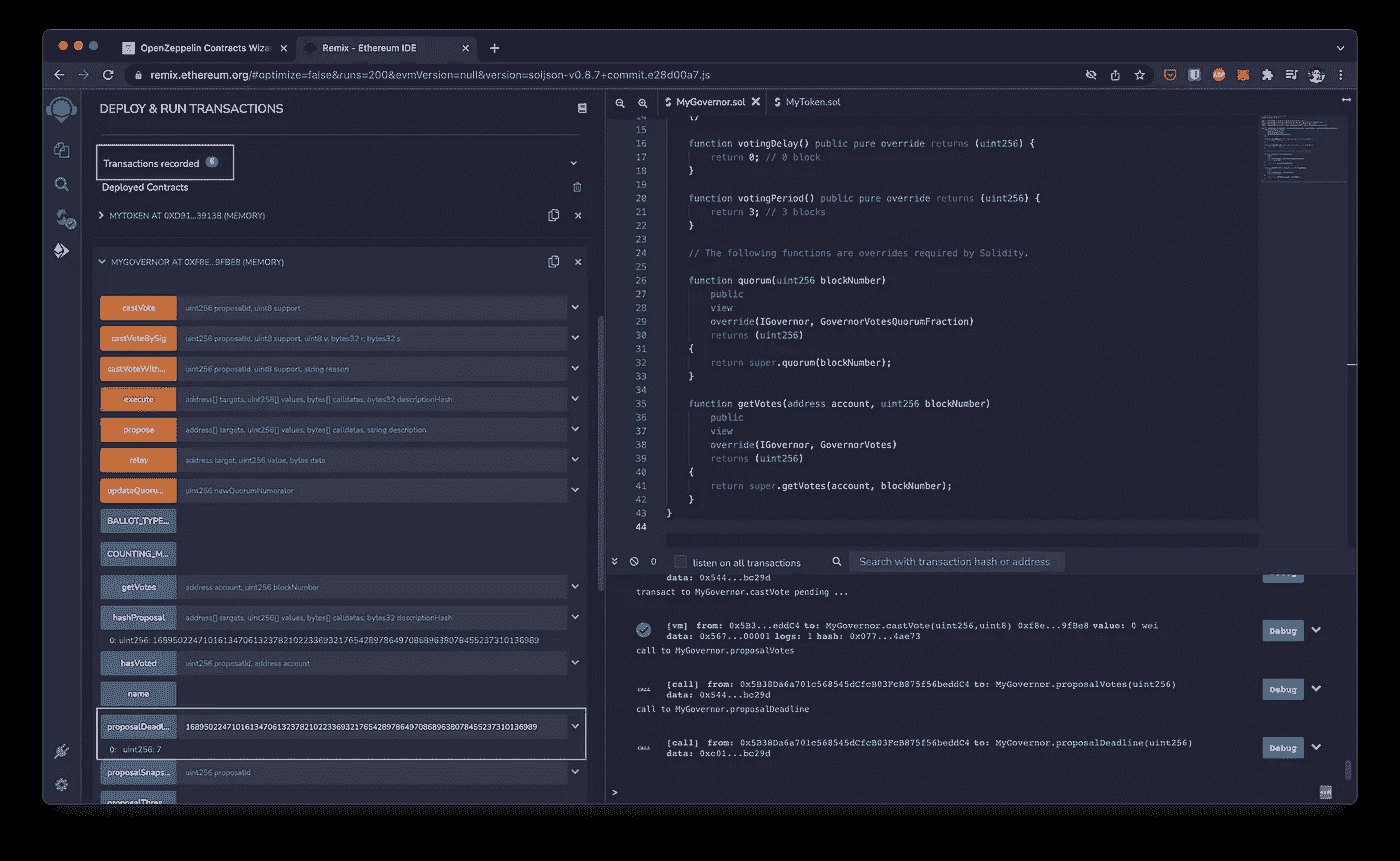 OpenZeppelin Contracts Wizar
Remix - Ethereum IDE
remix.ethereum.org/#optimize=false&runs=200&evmVersion=null&version=soljson-v0.8.7+commit.e28d00a7.js
DEPLOY & RUN TRANSACTIONS
Transactions recorded 6
Deployed Contracts
MYTOKEN AT 0XD91...39138 (MEMORY)
MYGOVERNOR AT 0XF8E...9FBE8 (MEMORY)
castVote uint256 proposalId, uint8 support
castVoteBySig uint256 proposalId, uint8 support, uint8 v, bytes32 r, bytes32 s
castVoteWith... uint256 proposalId, uint8 support, string reason
execute address[] targets, uint256[] values, bytes[] calldatas, bytes32 descriptionHash
propose address[] targets, uint256[] values, bytes[] calldatas, string description
relay address target, uint256 value, bytes data
updateQuoru... uint256 newQuorumNumerator
BALLOT_TYPE...
COUNTING_M...
getVotes address account, uint256 blockNumber
hashProposal address[] targets, uint256[] values, bytes[] calldatas, bytes32 descriptionHash
0: uint256: 16895022471016134706132378210223369321765428978649708689638078455237310136989
hasVoted uint256 proposalId, address account
name
proposalDeadl... 16895022471016134706132378210223369321765428978649708689638078455237310136989
0: uint256: 7
proposalSnaps... uint256 proposalId
proposalThres...
MyGovernor.sol
MyToken.sol
14 {}
15
16 function votingDelay() public pure override returns (uint256) {
17 return 0; // 0 block
18 }
19
20 function votingPeriod() public pure override returns (uint256) {
21 return 3; // 3 blocks
22 }
23
24 // The following functions are overrides required by Solidity.
25
26 function quorum(uint256 blockNumber)
27 public
28 view
29 override(IGovernor, GovernorVotesQuorumFraction)
30 returns (uint256)
31 {
32 return super.quorum(blockNumber);
33 }
34
35 function getVotes(address account, uint256 blockNumber)
36 public
37 view
38 override(IGovernor, GovernorVotes)
39 returns (uint256)
40 {
41 return super.getVotes(account, blockNumber);
42 }
43 }
44
0 listen on all transactions
Search with transaction hash or address
data: 0x544...bc29d
transact to MyGovernor.castVote pending ...
[vm] from: 0x5B3...eddC4 to: MyGovernor.castVote(uint256,uint8) 0xf8e...9fBe8 value: 0 wei
data: 0x567...00001 logs: 1 hash: 0x077...4ae73
Debug
call to MyGovernor.proposalVotes
CALL [call] from: 0x5B38Da6a701c568545dCfcB03FcB875f56beddC4 to: MyGovernor.proposalVotes(uint256)
data: 0x544...bc29d
Debug
call to MyGovernor.proposalDeadline
CALL [call] from: 0x5B38Da6a701c568545dCfcB03FcB875f56beddC4 to: MyGovernor.proposalDeadline(uint256)
data: 0xc01...bc29d
Debug
>